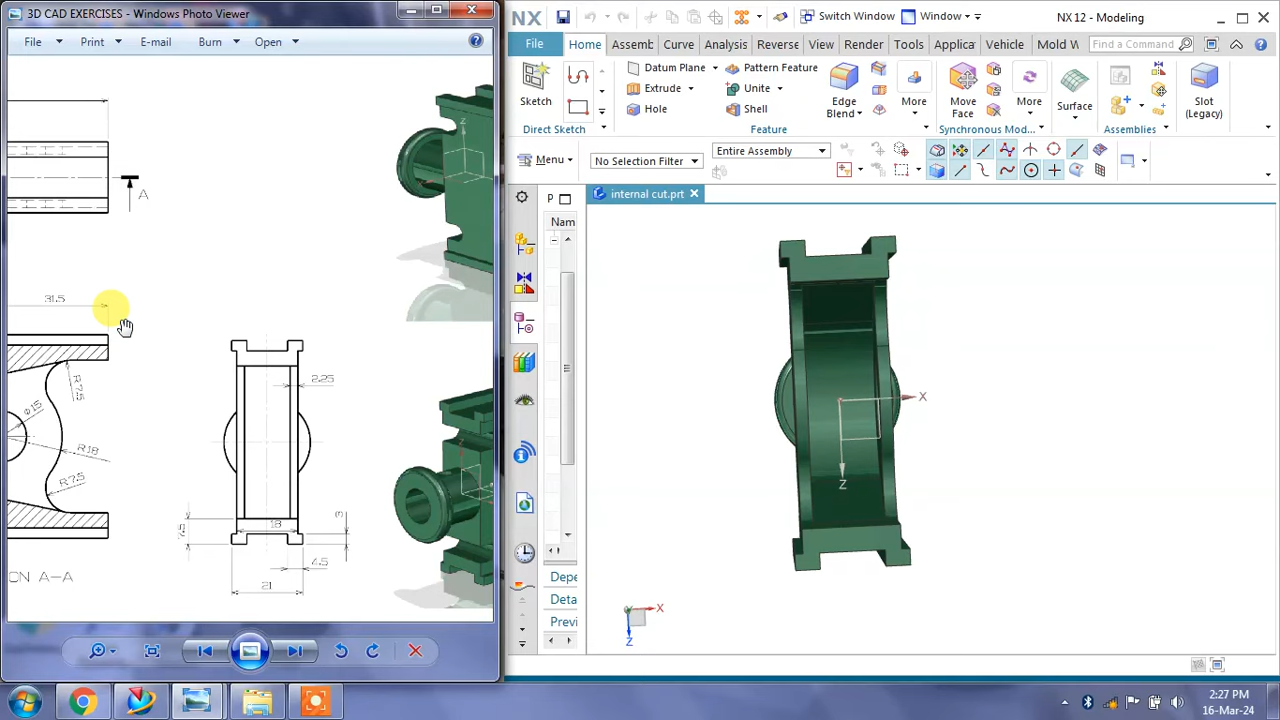 3D CAD EXERCISES - Windows Photo Viewer
File
Print
E-mail
Burn
Open
A
31.5
R7.5
Φ15
R18
R7.5
ON A-A
2.25
18
3
7.5
4.5
21
Z
NX
Switch Window
Window
NX 12 - Modeling
File
Home
Assemb
Curve
Analysis
Reverse
View
Render
Tools
Applica
Vehicle
Mold W
Find a Command
Sketch
Direct Sketch
Datum Plane
Pattern Feature
Extrude
Unite
Hole
Shell
Edge
Blend
More
Feature
Move
Face
More
Synchronous Mod...
Surface
Assemblies
Slot
(Legacy)
Menu
No Selection Filter
Entire Assembly
internal cut.prt
P
Nam
Depe
Deta
Previ
X
Z
X
Z
2:27 PM
16-Mar-24